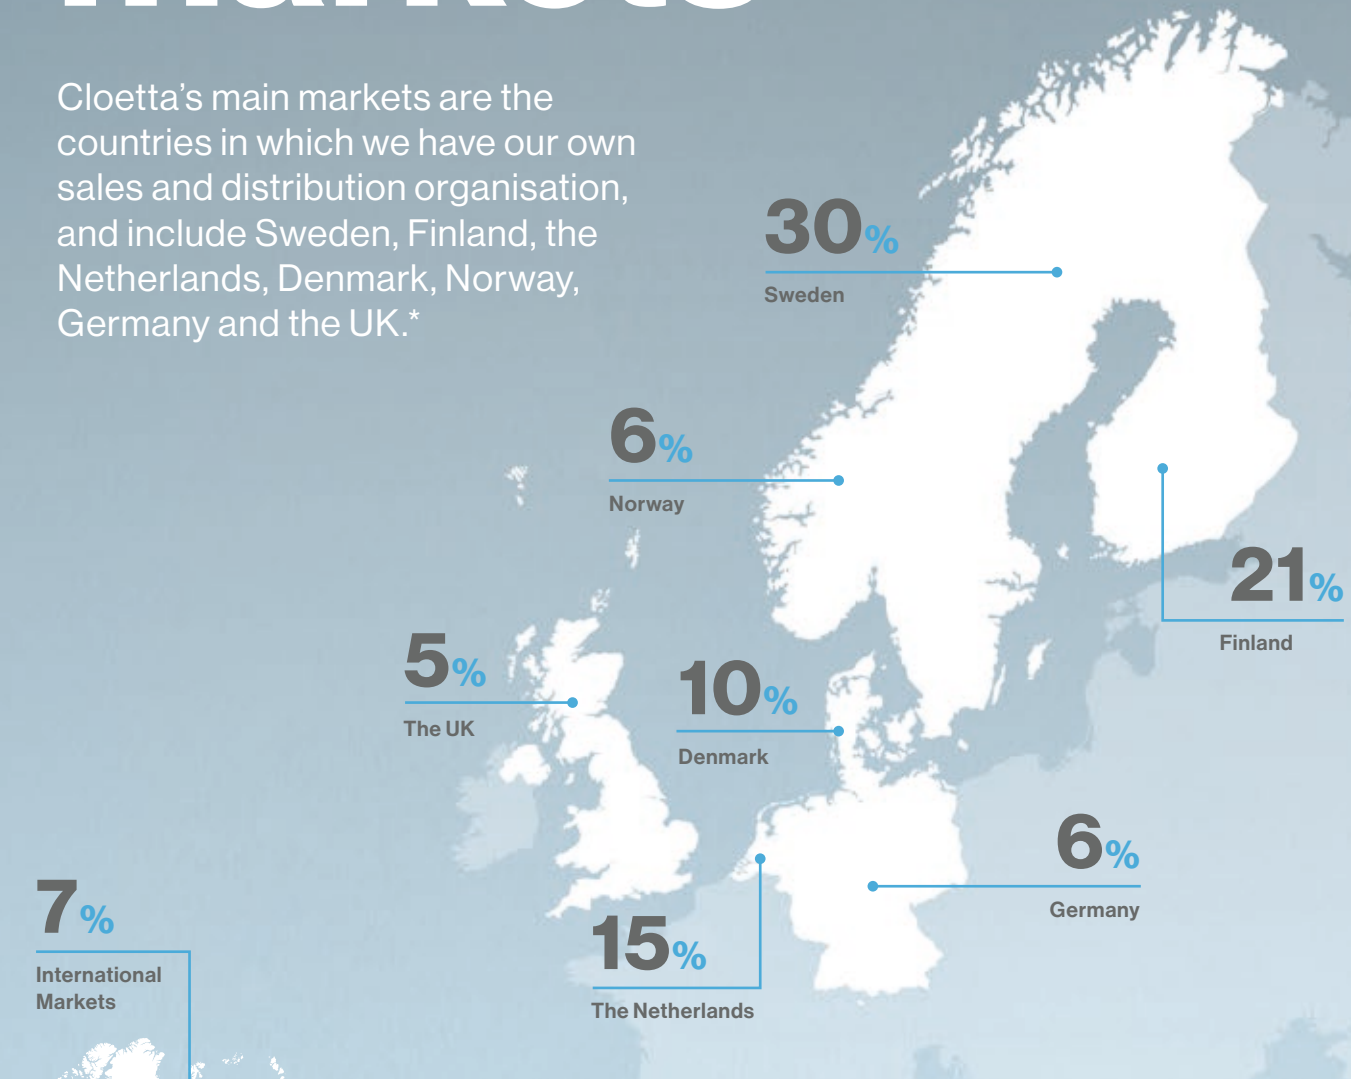 Cloetta's main markets are the
countries in which we have our own
sales and distribution organisation,
and include Sweden, Finland, the
Netherlands, Denmark, Norway,
Germany and the UK.*
30%
Sweden
6%
Norway
21%
Finland
5%
The UK
10%
Denmark
6%
Germany
7%
International
Markets
15%
The Netherlands